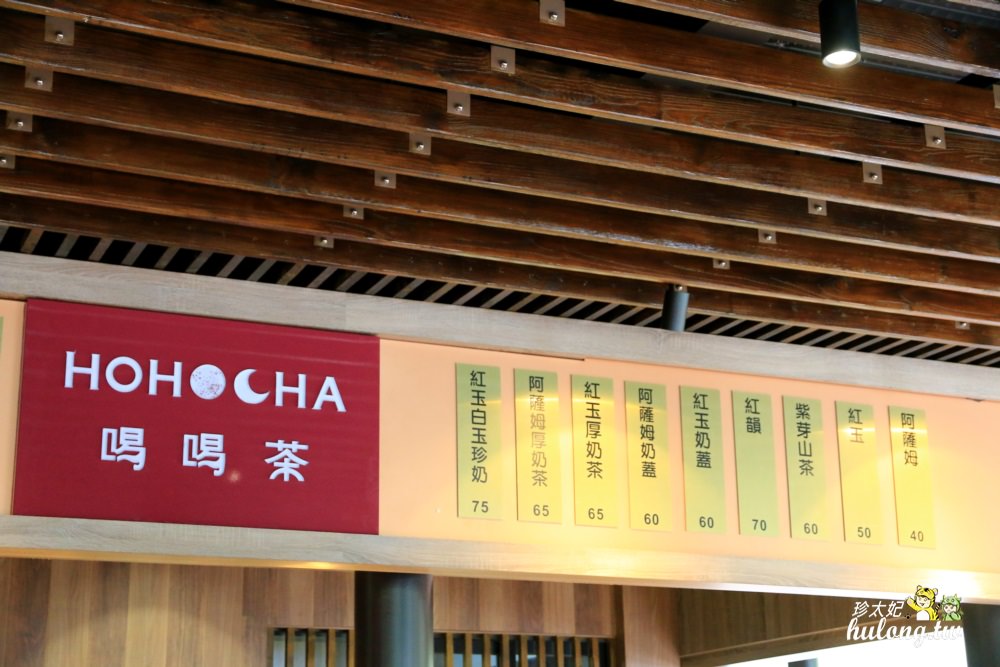 HOHOCHA
喝喝茶
紅玉白玉珍奶 75
阿薩姆厚奶茶 65
紅玉厚奶茶 65
阿薩姆奶蓋 60
紅玉奶蓋 60
紅韻 70
紫芽山茶 60
紅玉 50
阿薩姆 40
珍太妃
hulong.tw